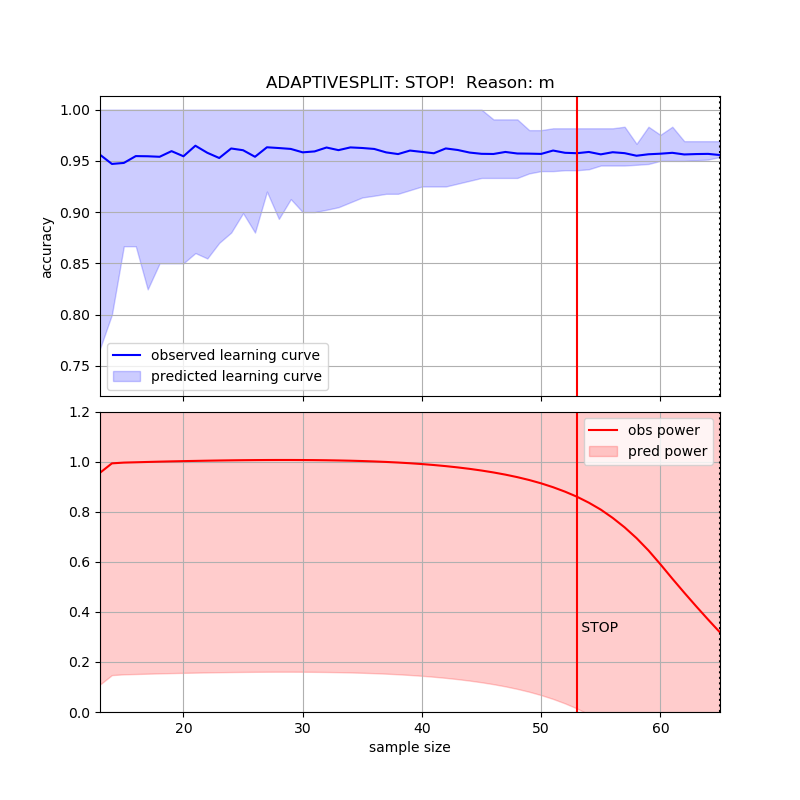 ADAPTIVESPLIT: STOP!  Reason: m
1.00
0.95
0.90
0.85
0.80
0.75
accuracy
observed learning curve
predicted learning curve
1.2
1.0
0.8
0.6
0.4
0.2
0.0
obs power
pred power
STOP
20 30 40 50 60
sample size